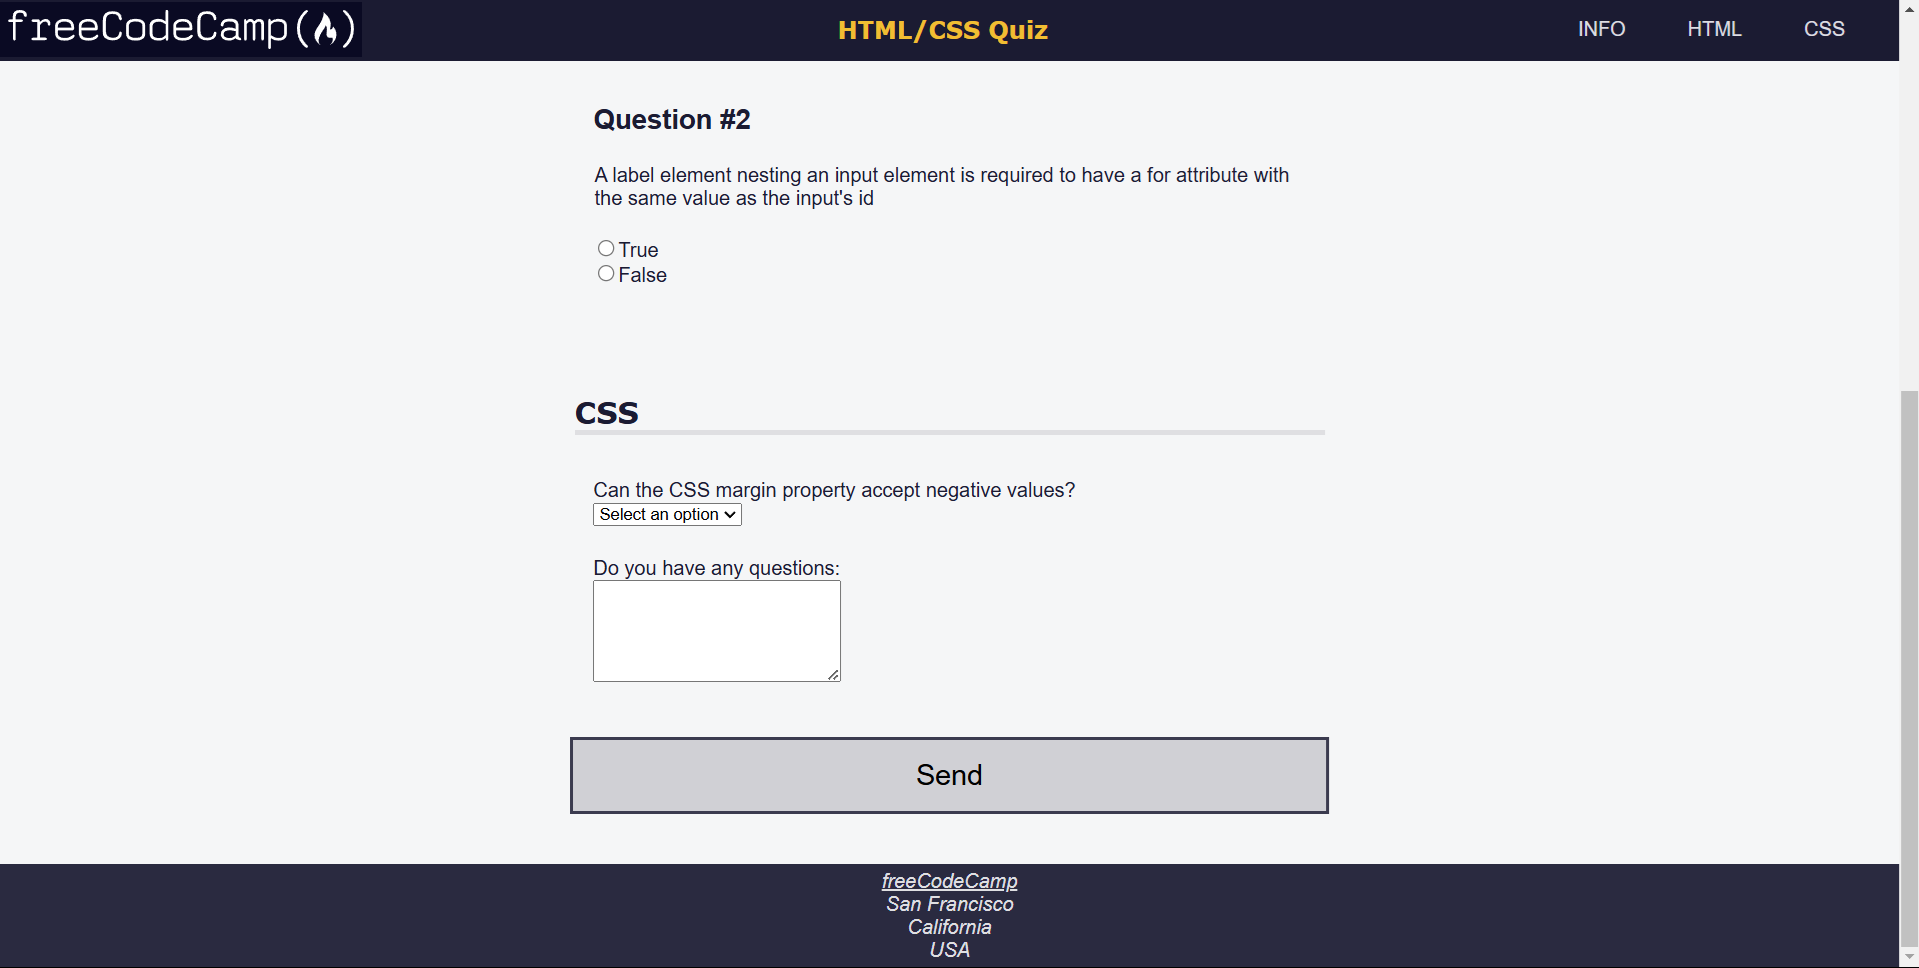 freeCodeCamp(🔥)
HTML/CSS Quiz
INFO
HTML
CSS
Question #2
A label element nesting an input element is required to have a for attribute with
the same value as the input's id
True
False
CSS
Can the CSS margin property accept negative values?
Select an option
Do you have any questions:
Send
freeCodeCamp
San Francisco
California
USA